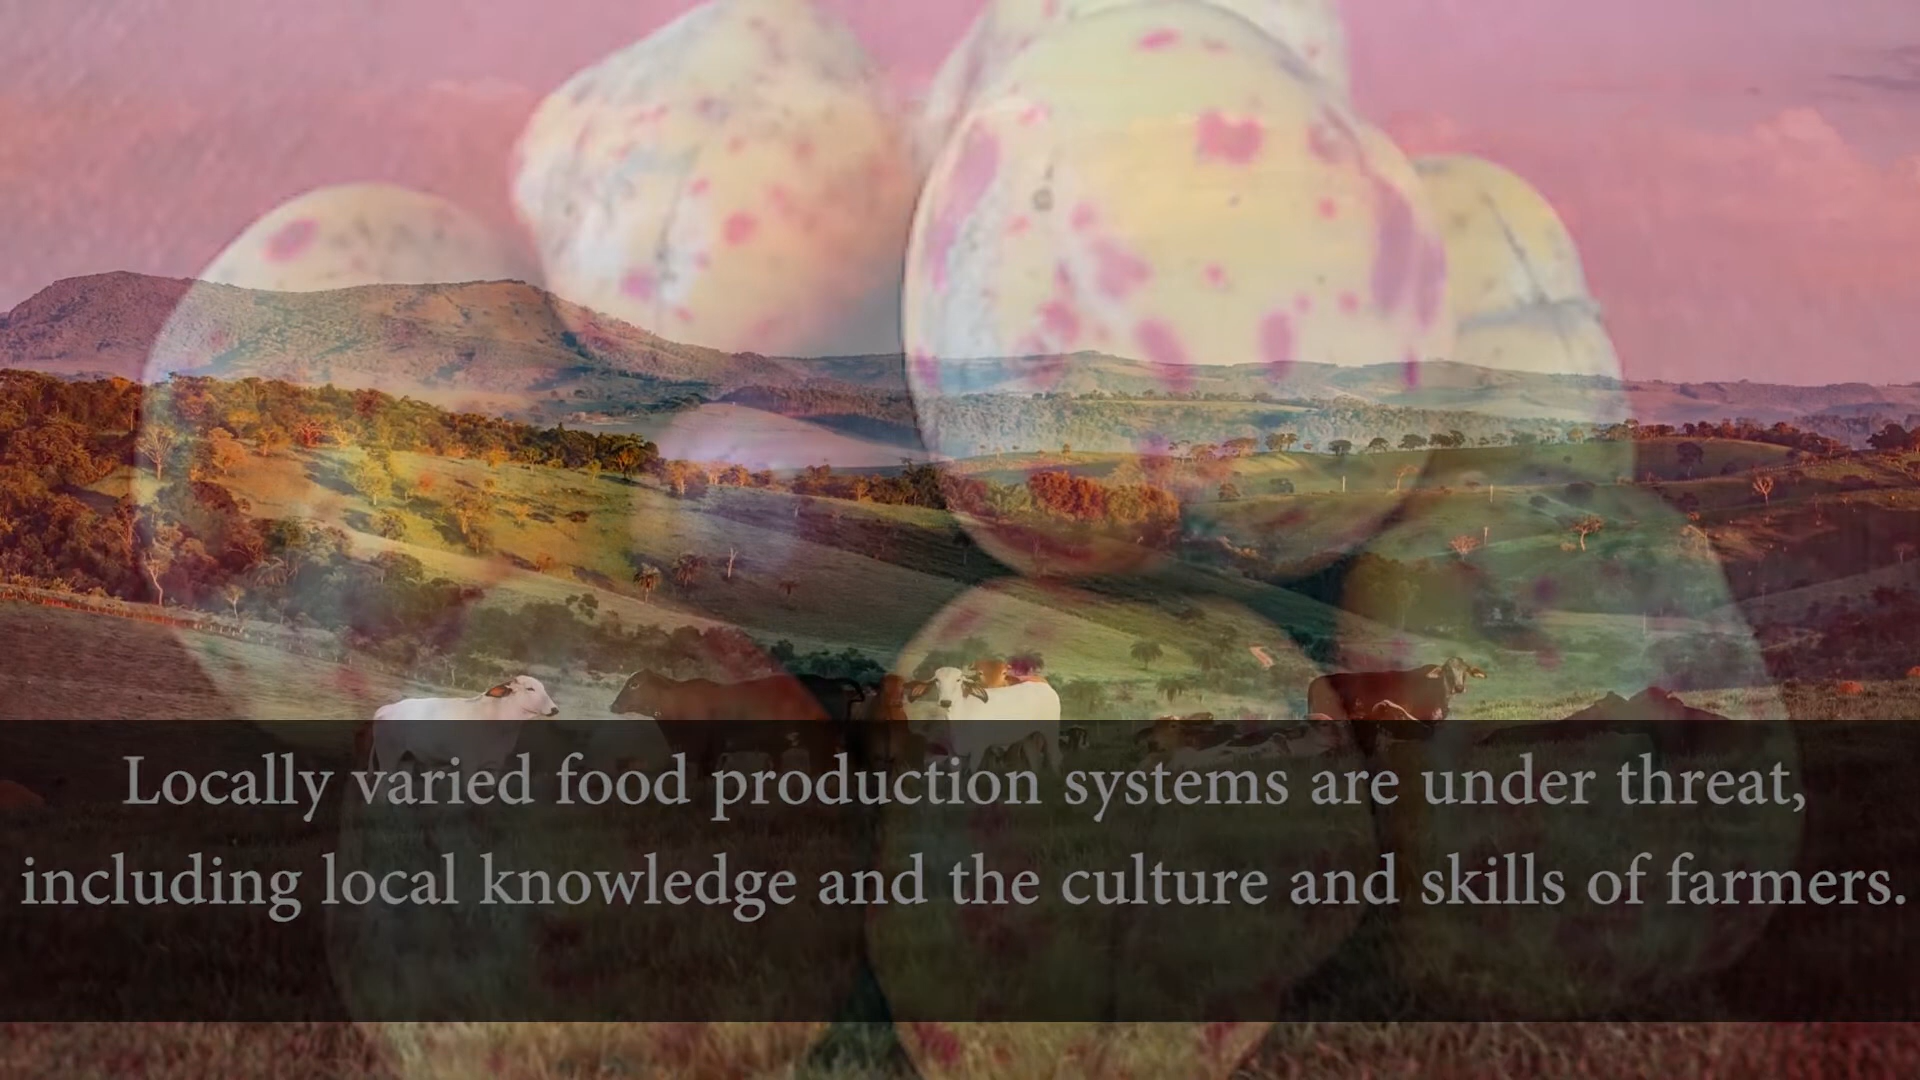 Locally varied food production systems are under threat,
including local knowledge and the culture and skills of farmers.